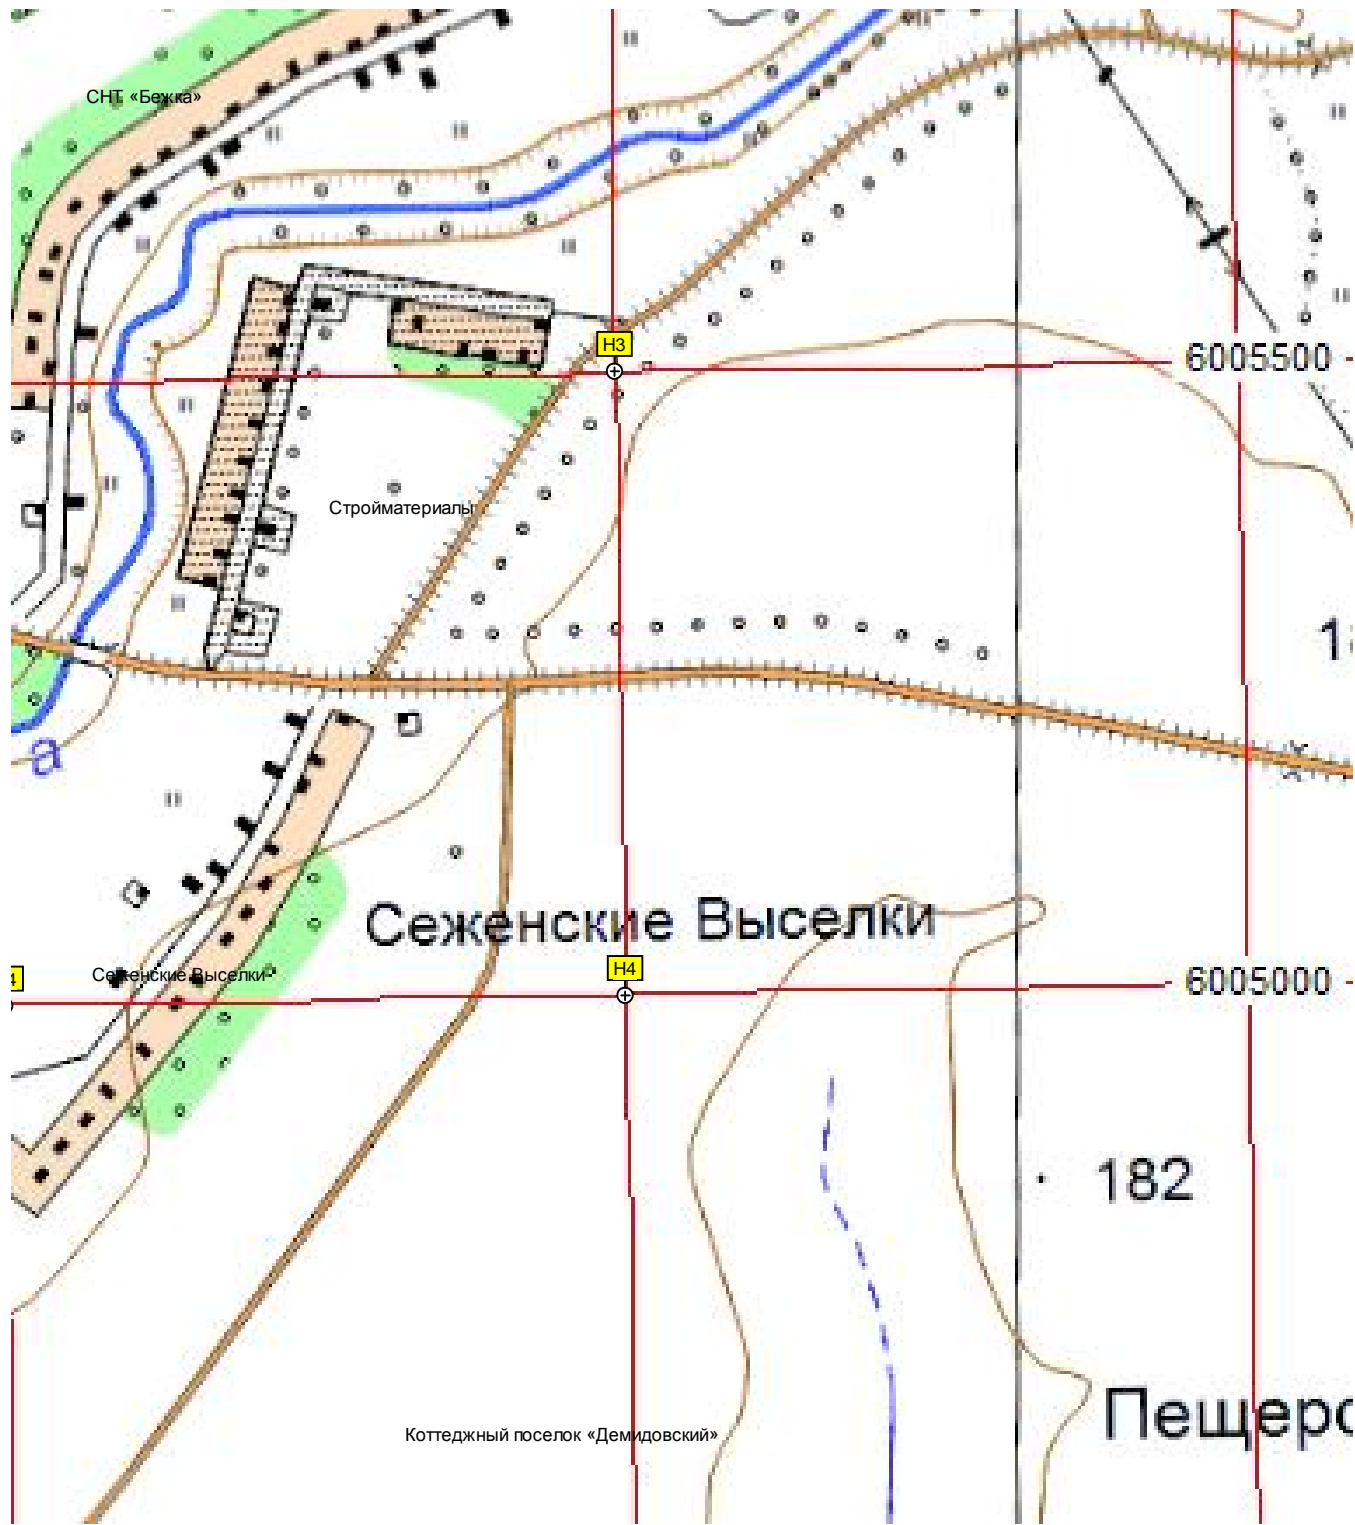 СНТ «Бежка»
Н3
6005500
Стройматериалы
а
Сеженские Выселки
Н4
Сеженские Выселки
6005000
182
Коттеджный поселок «Демидовский»